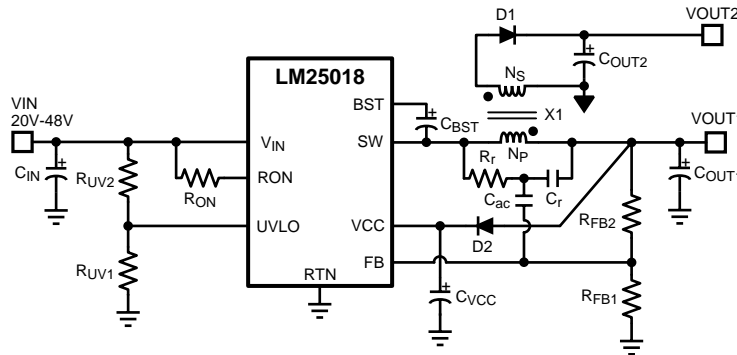 D1
VOUT2
COUT2
NS
LM25018
VIN
20V-48V
BST
CBST
X1
VOUT1
VIN
SW
NP
CIN
RUV2
RON
RON
Rr
Cac
Cr
COUT1
UVLO
VCC
D2
RFB2
RUV1
FB
RTN
CVCC
RFB1